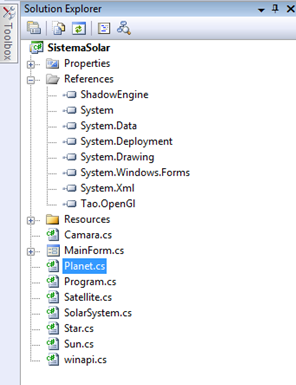 Solution Explorer
Toolbox
SistemaSolar
Properties
References
ShadowEngine
System
System.Data
System.Deployment
System.Drawing
System.Windows.Forms
System.Xml
Tao.OpenGl
Resources
Camara.cs
MainForm.cs
Planet.cs
Program.cs
Satellite.cs
SolarSystem.cs
Star.cs
Sun.cs
winapi.cs